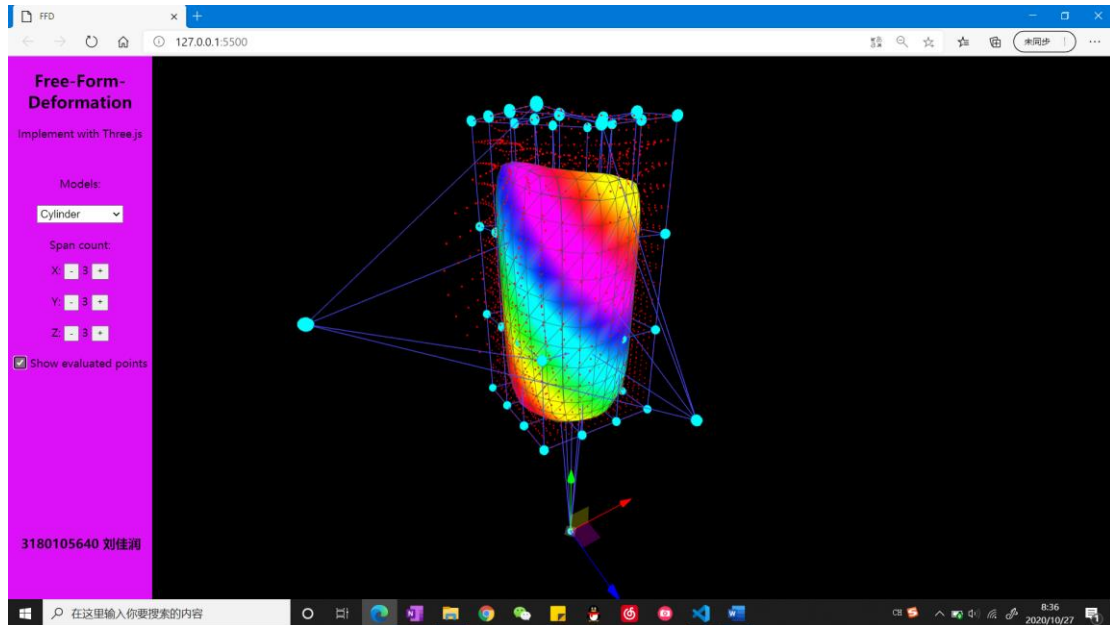 FFD
127.0.0.1:5500
未同步
Free-Form-
Deformation
Implement with Three.js
Models:
Cylinder
Span count:
X: - 3 +
Y: - 3 +
Z: - 3 +
Show evaluated points
3180105640 刘佳润
在这里输入你要搜索的内容
CH
8:36
2020/10/27